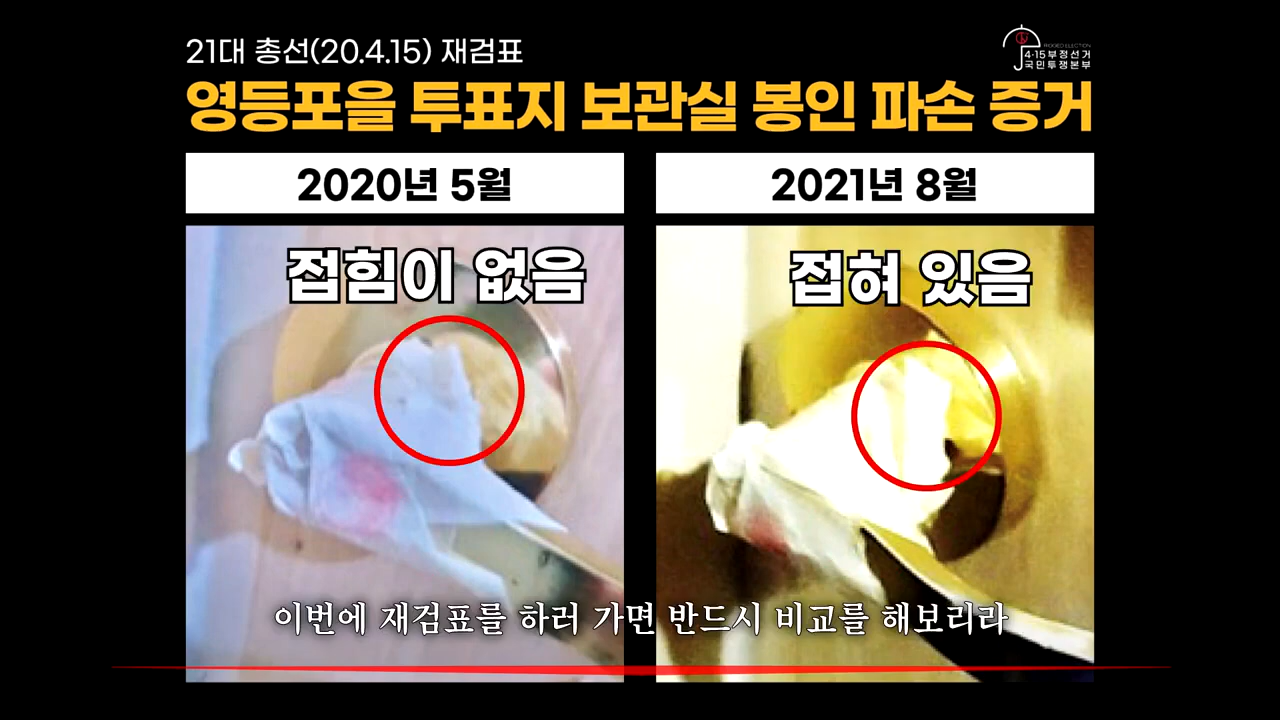 21대 총선(20.4.15) 재검표
RIGGED ELECTION
4·15부정선거
국민투쟁본부
영등포을 투표지 보관실 봉인 파손 증거
2020년 5월
2021년 8월
접힘이 없음
접혀 있음
이번에 재검표를 하러 가면 반드시 비교를 해보리라